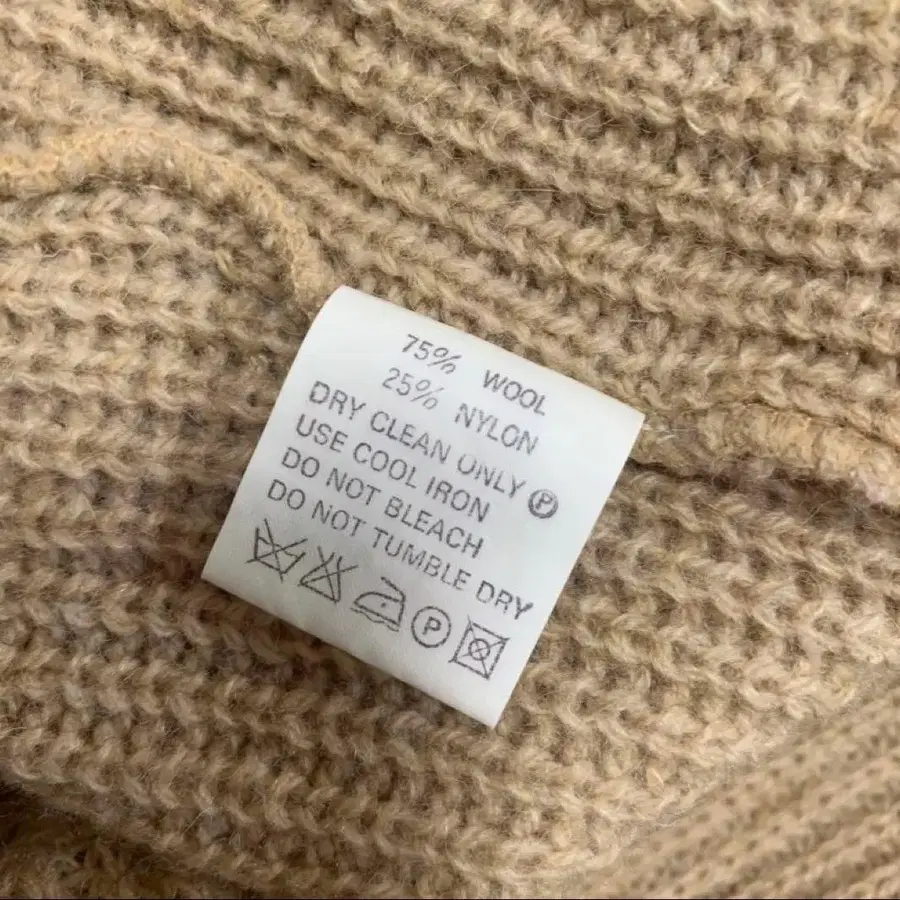 75% WOOL
25% NYLON
DRY CLEAN ONLY Ⓟ
USE COOL IRON
DO NOT BLEACH
DO NOT TUMBLE DRY
Ⓟ